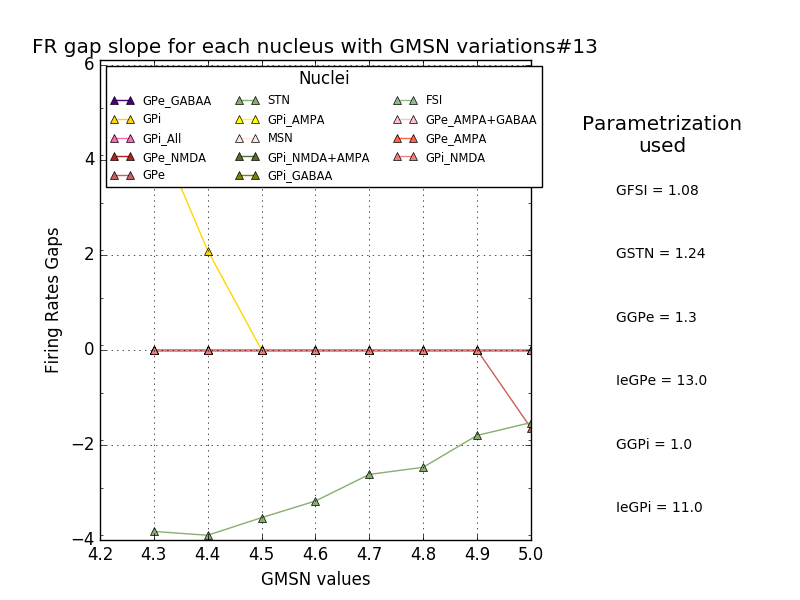 FR gap slope for each nucleus with GMSN variations#13
Nuclei
GPe_GABAA
GPi
GPi_All
GPe_NMDA
GPe
STN
GPi_AMPA
MSN
GPi_NMDA+AMPA
GPi_GABAA
FSI
GPe_AMPA+GABAA
GPe_AMPA
GPi_NMDA
6
4
2
0
−2
−4
Firing Rates Gaps
4.2 4.3 4.4 4.5 4.6 4.7 4.8 4.9 5.0
GMSN values
Parametrization
used
GFSI = 1.08
GSTN = 1.24
GGPe = 1.3
IeGPe = 13.0
GGPi = 1.0
IeGPi = 11.0